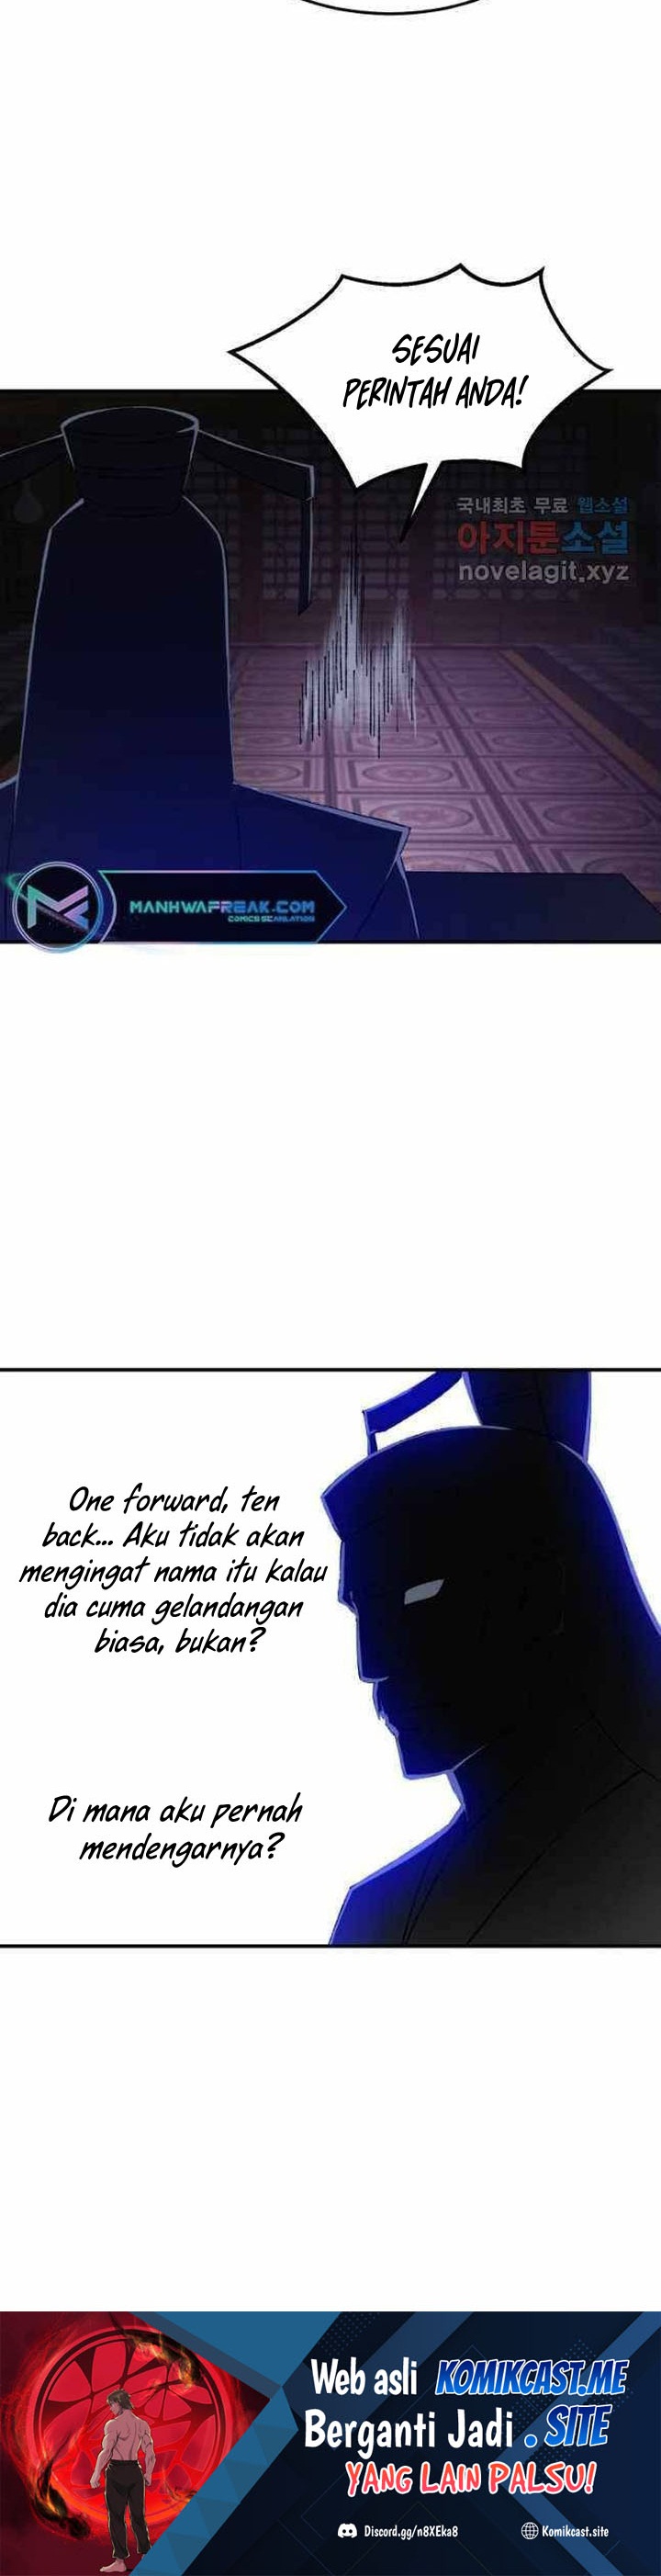 SESUAI
PERINTAH ANDA!
국내최초 무료 웹소설
아지툰소설
novelagit.xyz
MANHWAFREAK.COM
COMICS SCANLATION
One forward, ten
back... Aku tidak akan
mengingat nama itu kalau
dia cuma gelandangan
biasa, bukan?
Di mana aku pernah
mendengarnya?
Web asli KOMIKCAST.ME
Berganti Jadi .SITE
YANG LAIN PALSU!
Discord.gg/n8XEka8 Komikcast.site